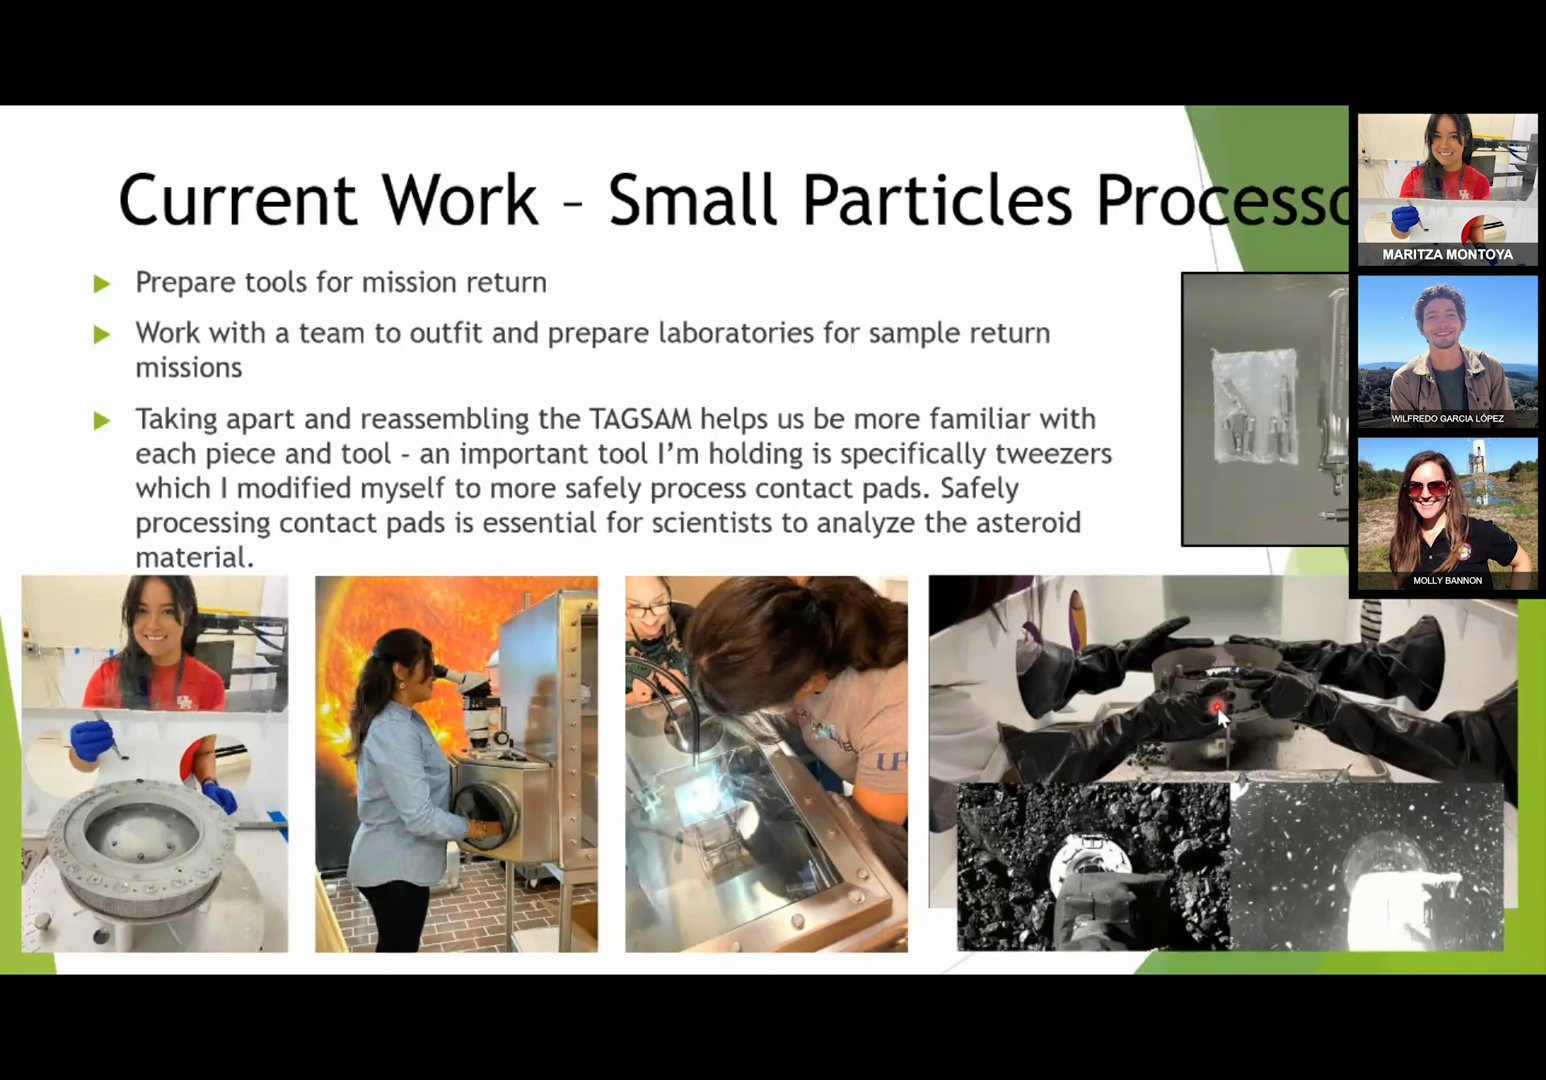 Current Work – Small Particles Processo
Prepare tools for mission return
Work with a team to outfit and prepare laboratories for sample return
missions
Taking apart and reassembling the TAGSAM helps us be more familiar with
each piece and tool - an important tool I'm holding is specifically tweezers
which I modified myself to more safely process contact pads. Safely
processing contact pads is essential for scientists to analyze the asteroid
material.
MARITZA MONTOYA
WILFREDO GARCIA LÓPEZ
MOLLY BANNON